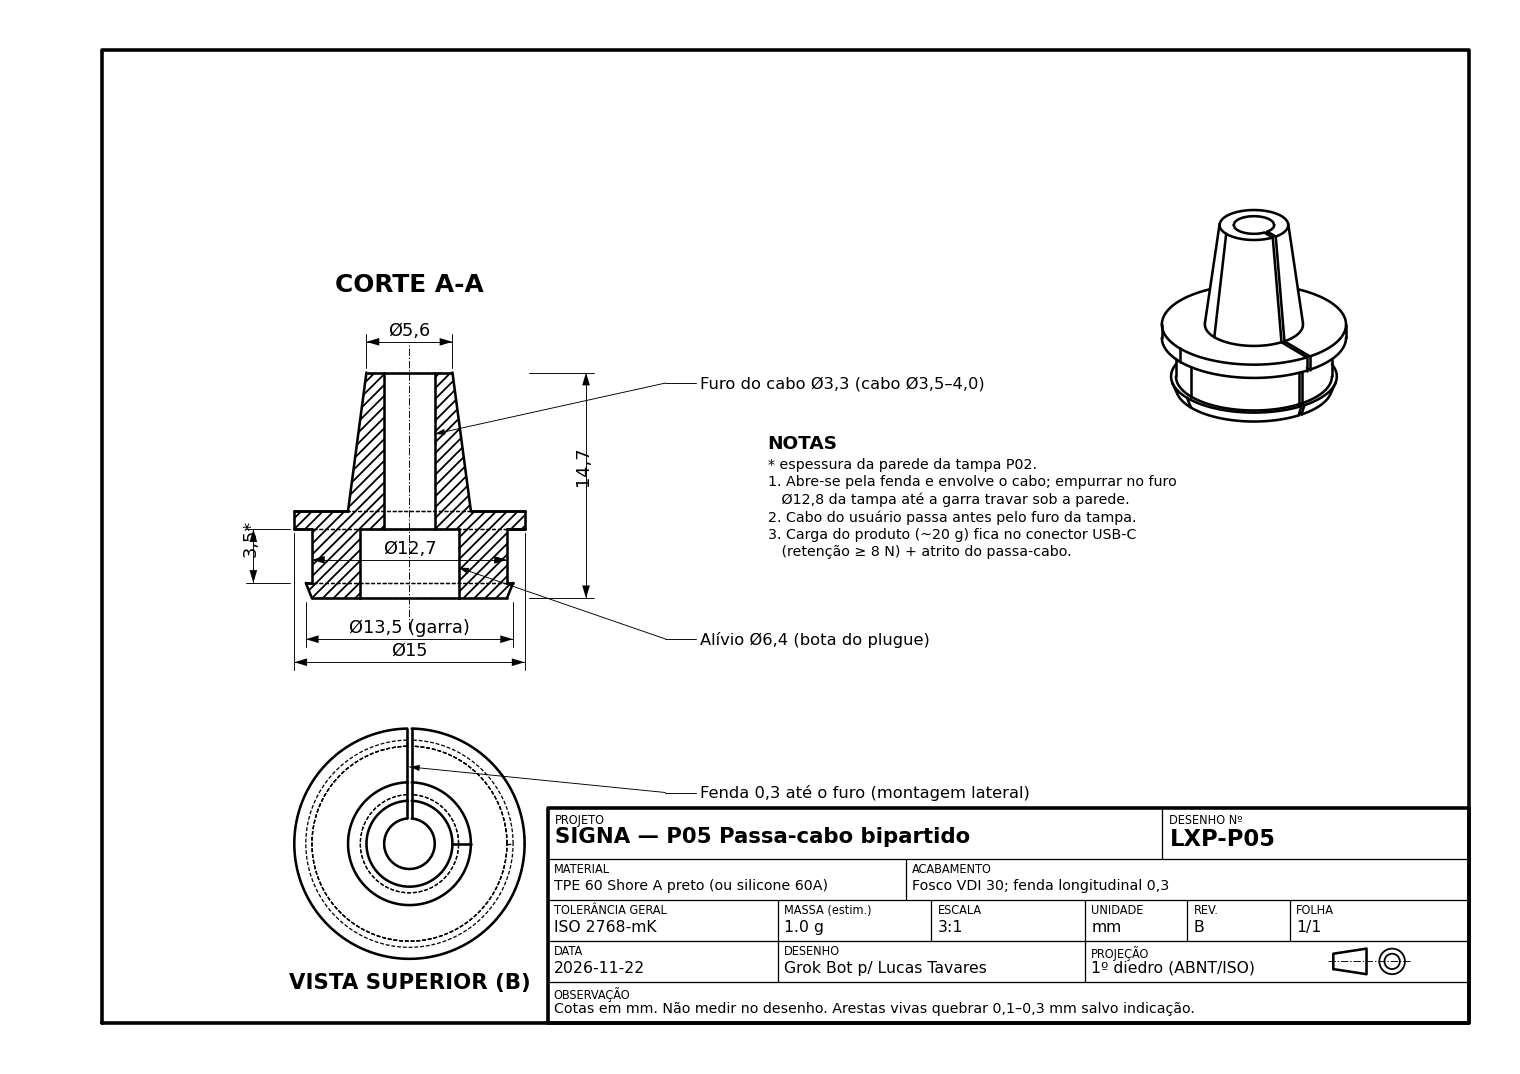 CORTE A-A
Ø5,6
Furo do cabo Ø3,3 (cabo Ø3,5–4,0)
14,7
NOTAS
* espessura da parede da tampa P02.
1. Abre-se pela fenda e envolve o cabo; empurrar no furo
Ø12,8 da tampa até a garra travar sob a parede.
2. Cabo do usuário passa antes pelo furo da tampa.
3. Carga do produto (~20 g) fica no conector USB-C
(retenção ≥ 8 N) + atrito do passa-cabo.
3,5*
Ø12,7
Ø13,5 (garra)
Alívio Ø6,4 (bota do plugue)
Ø15
Fenda 0,3 até o furo (montagem lateral)
VISTA SUPERIOR (B)
PROJETO
SIGNA — P05 Passa-cabo bipartido
DESENHO Nº
LXP-P05
MATERIAL
TPE 60 Shore A preto (ou silicone 60A)
ACABAMENTO
Fosco VDI 30; fenda longitudinal 0,3
TOLERÂNCIA GERAL
ISO 2768-mK
MASSA (estim.)
1.0 g
ESCALA
3:1
UNIDADE
mm
REV.
B
FOLHA
1/1
DATA
2026-11-22
DESENHO
Grok Bot p/ Lucas Tavares
PROJEÇÃO
1º diedro (ABNT/ISO)
OBSERVAÇÃO
Cotas em mm. Não medir no desenho. Arestas vivas quebrar 0,1–0,3 mm salvo indicação.